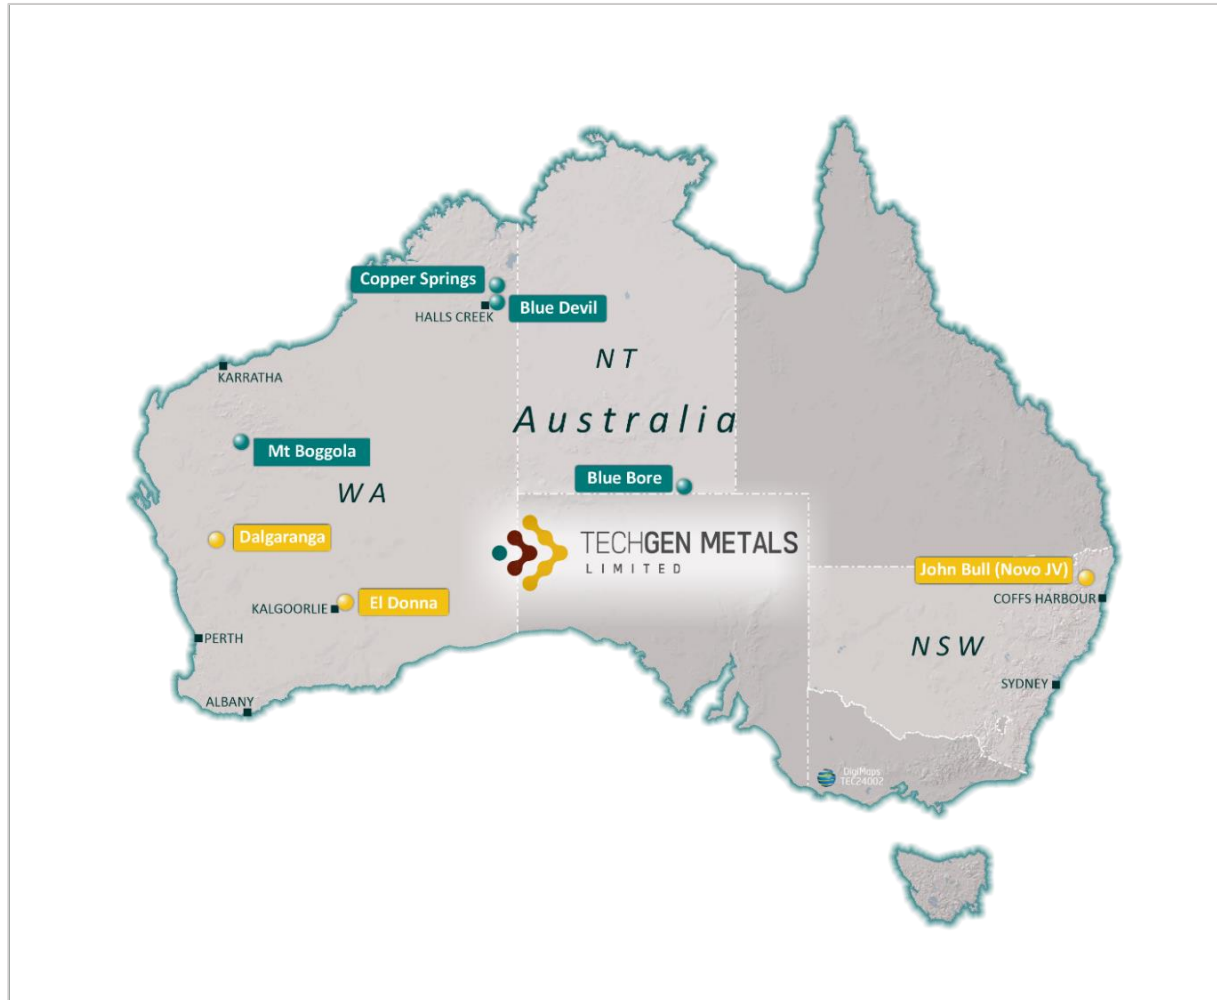 Copper Springs
Blue Devil
HALLS CREEK
NT
KARRATHA
Australia
Mt Boggola
Blue Bore
WA
TECHGEN METALS
LIMITED
Dalgaranga
John Bull (Novo JV)
COFFS HARBOUR
El Donna
KALGOORLIE
PERTH
NSW
SYDNEY
ALBANY
DigiMaps
TEC24002